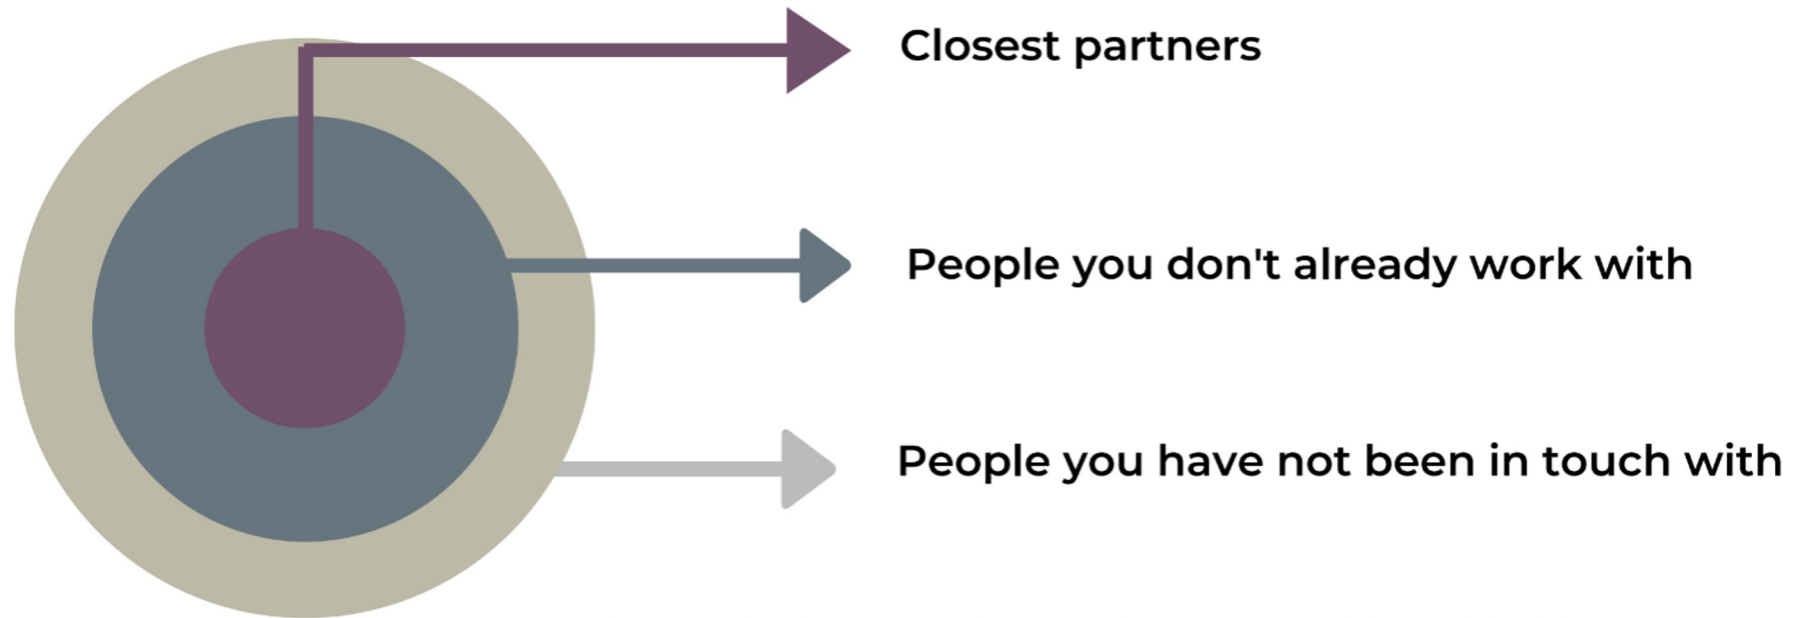 Closest partners
People you don't already work with
People you have not been in touch with